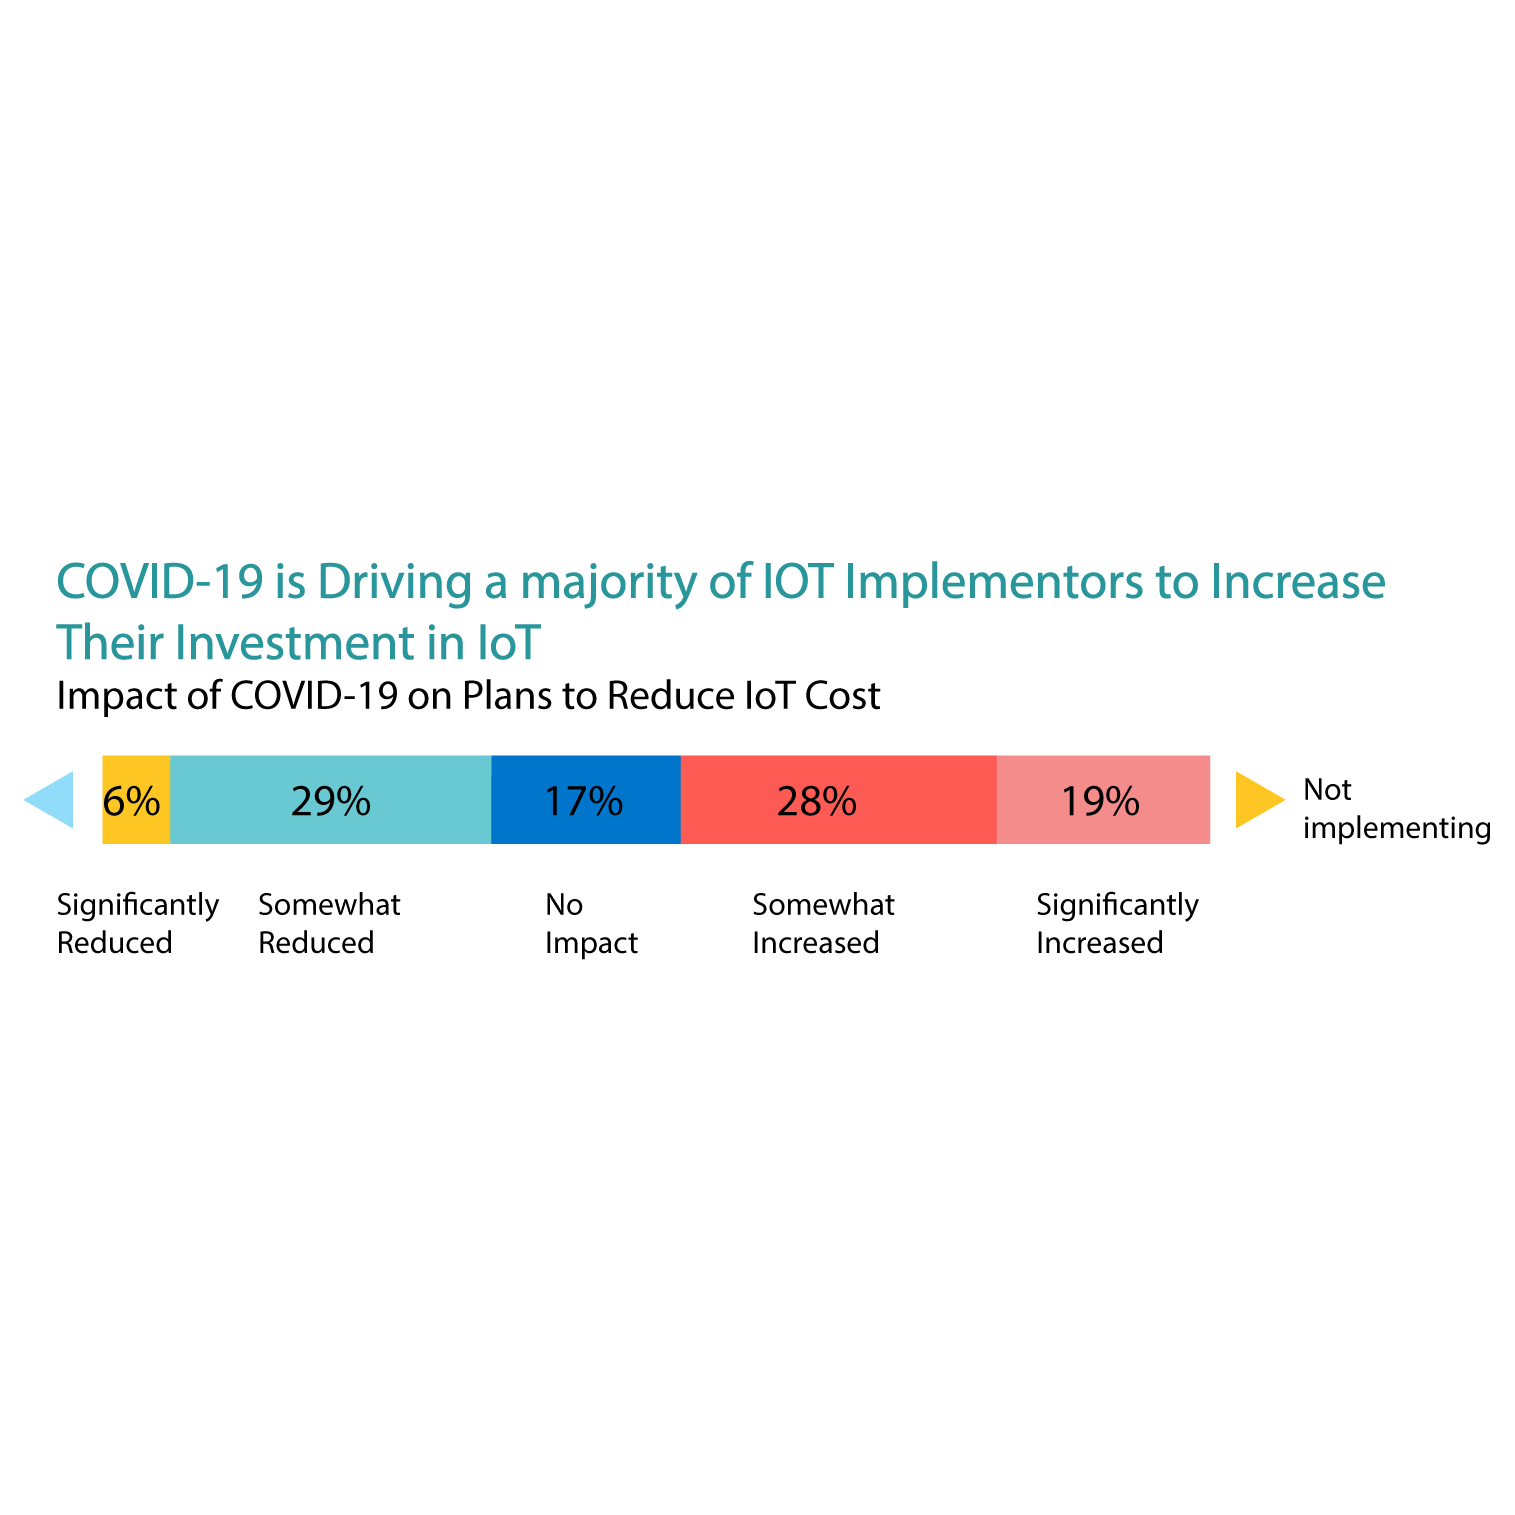 COVID-19 is Driving a majority of IOT Implementors to Increase
Their Investment in IoT
Impact of COVID-19 on Plans to Reduce IoT Cost
6%
29%
17%
28%
19%
Not
implementing
Significantly
Reduced
Somewhat
Reduced
No
Impact
Somewhat
Increased
Significantly
Increased